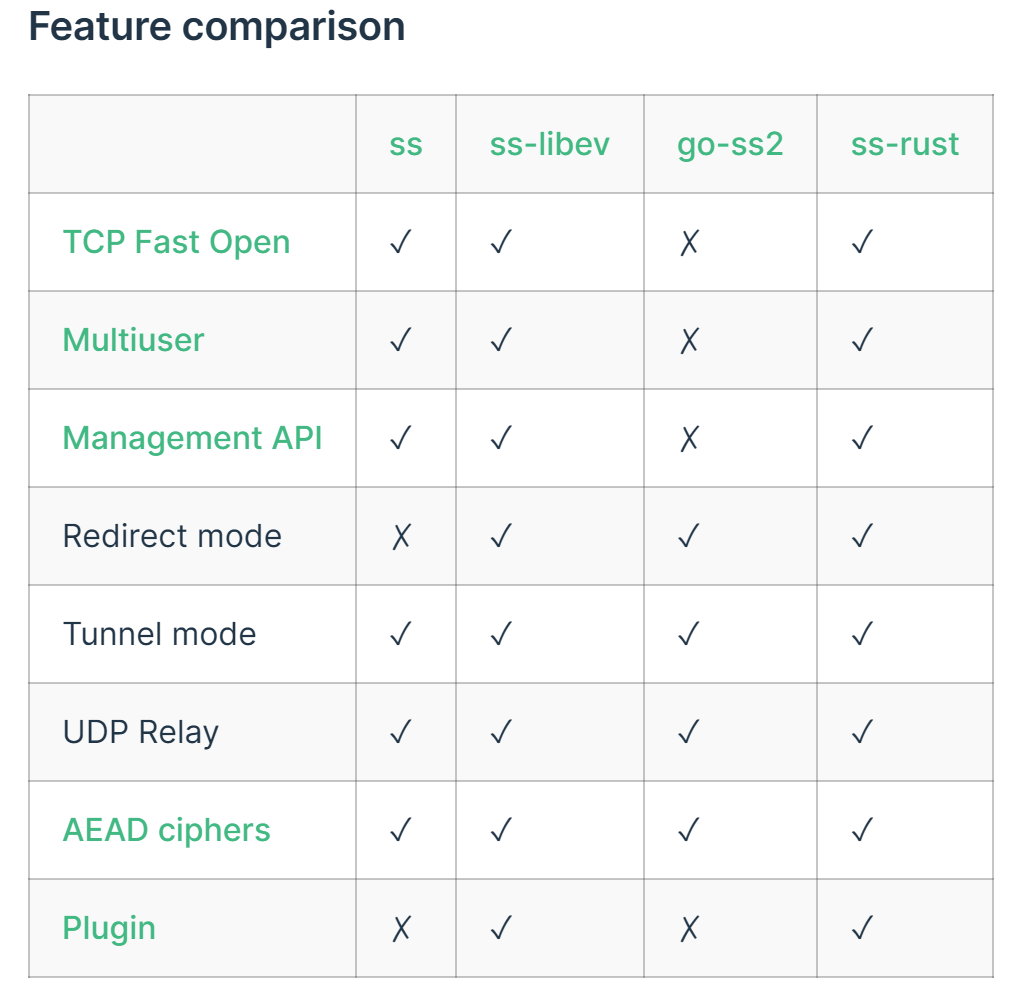 Feature comparison
ss ss-libev go-ss2 ss-rust
TCP Fast Open ✓ ✓ ✗ ✓
Multiuser ✓ ✓ ✗ ✓
Management API ✓ ✓ ✗ ✓
Redirect mode ✗ ✓ ✓ ✓
Tunnel mode ✓ ✓ ✓ ✓
UDP Relay ✓ ✓ ✓ ✓
AEAD ciphers ✓ ✓ ✓ ✓
Plugin ✗ ✓ ✗ ✓